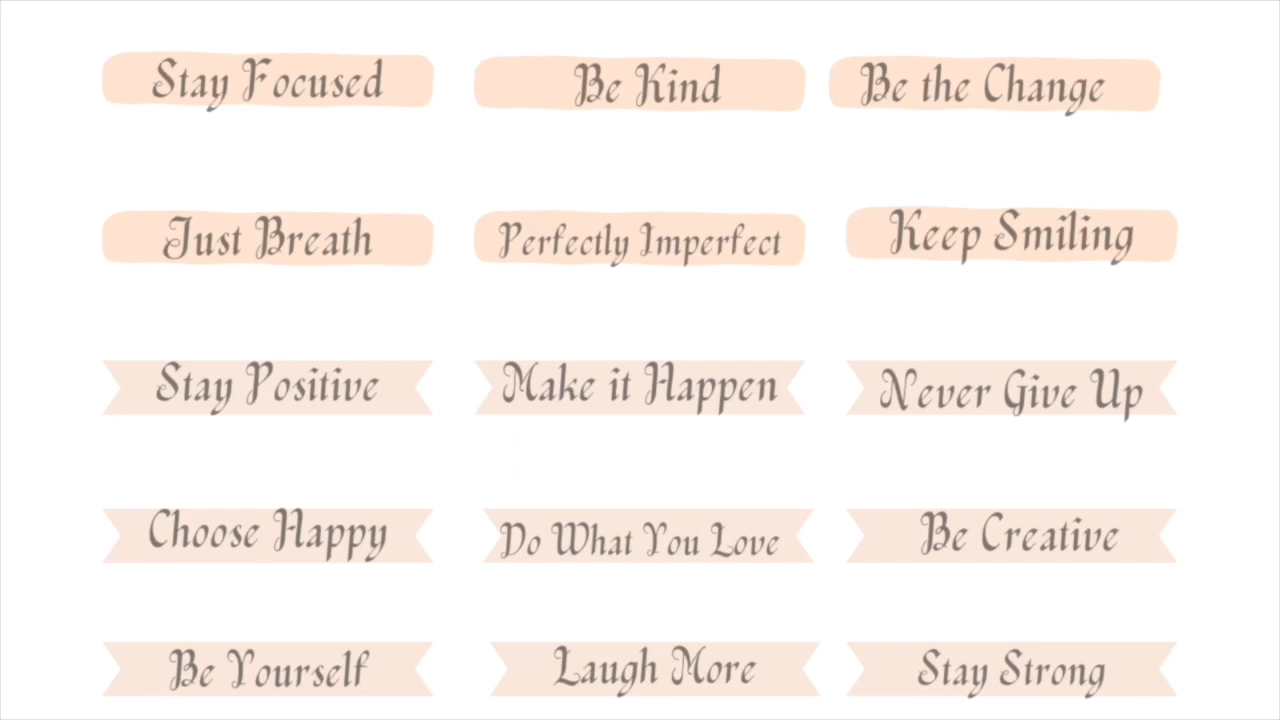 Stay Focused
Be Kind
Be the Change
Just Breath
Perfectly Imperfect
Keep Smiling
Stay Positive
Make it Happen
Never Give Up
Choose Happy
Do What You Love
Be Creative
Be Yourself
Laugh More
Stay Strong